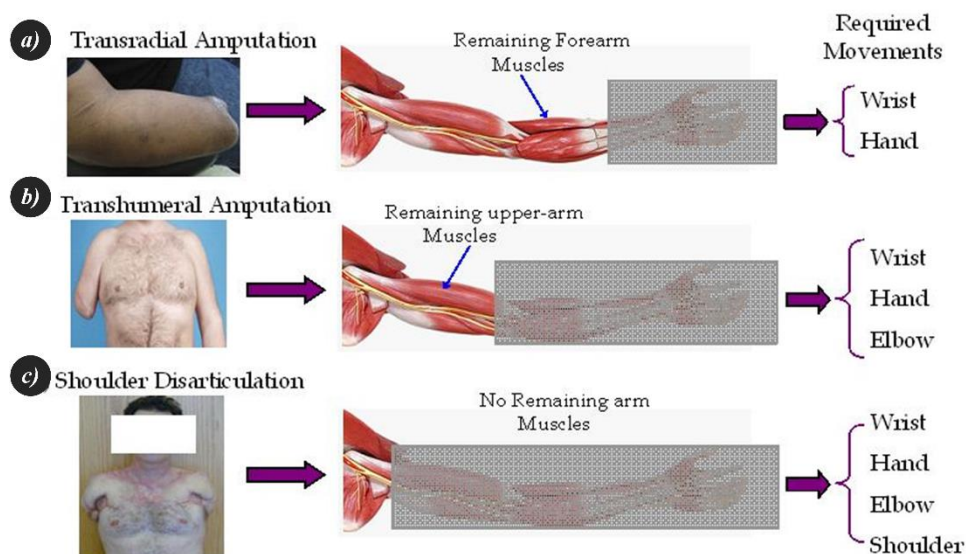 a) Transradial Amputation
Remaining Forearm
Muscles
Required
Movements
Wrist
Hand
b) Transhumeral Amputation
Remaining upper-arm
Muscles
Wrist
Hand
Elbow
c) Shoulder Disarticulation
No Remaining arm
Muscles
Wrist
Hand
Elbow
Shoulder